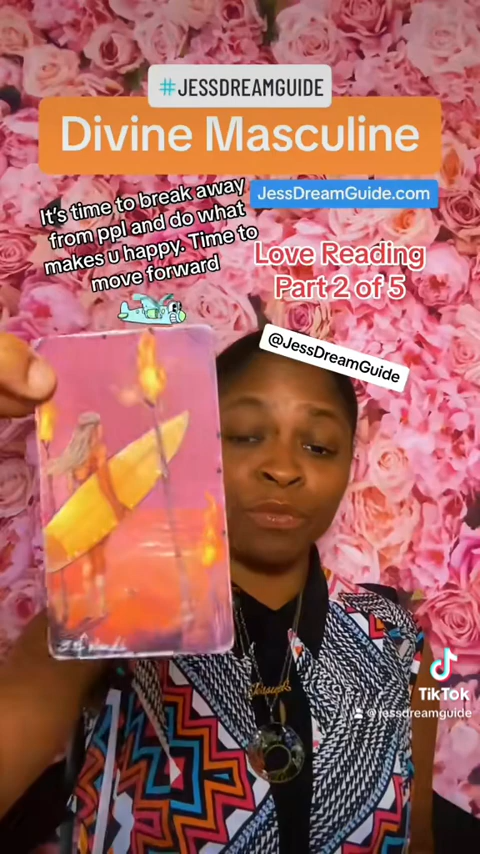 #JESSDREAMGUIDE
Divine Masculine
It's time to break away
from ppl and do what
makes u happy. Time to
move forward
JessDreamGuide.com
Love Reading
Part 2 of 5
@JessDreamGuide
TikTok
@jessdreamguide